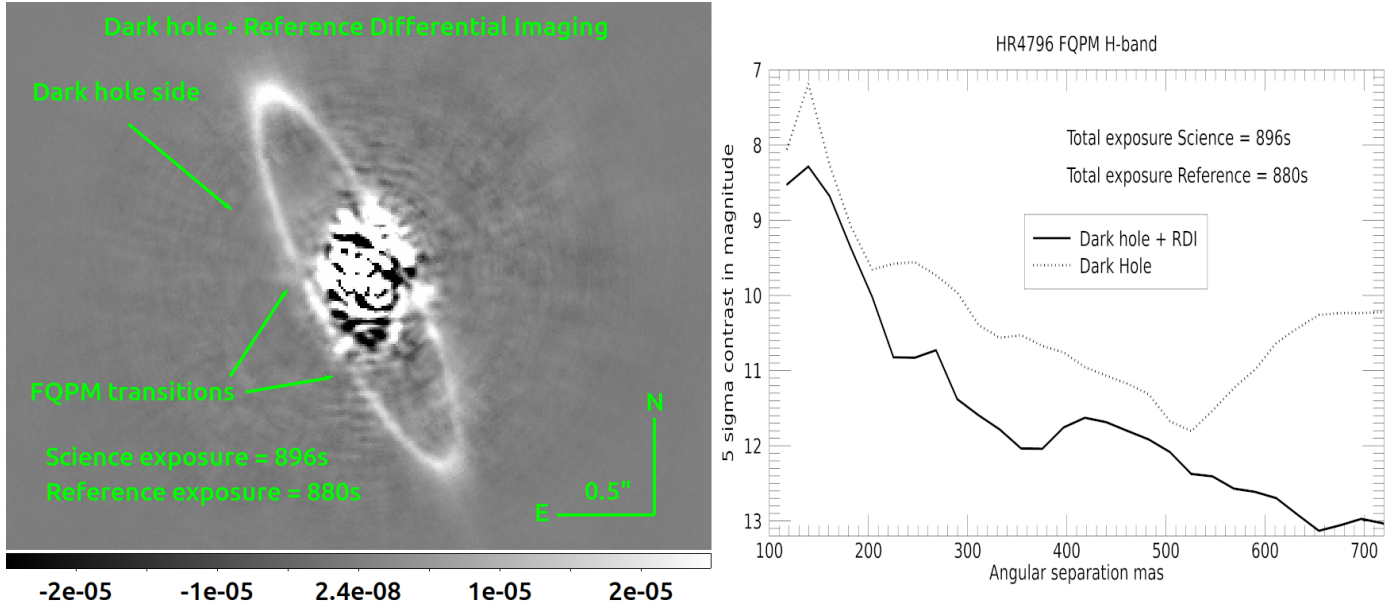 Dark hole + Reference Differential Imaging
Dark hole side
FQPM transitions
Science exposure = 896s
Reference exposure = 880s
N
0.5"
E
-2e-05 -1e-05 2.4e-08 1e-05 2e-05
HR4796 FQPM H-band
5 sigma contrast in magnitude
7
8
9
10
11
12
13
Total exposure Science = 896s
Total exposure Reference = 880s
Dark hole + RDI
Dark Hole
100 200 300 400 500 600 700
Angular separation mas